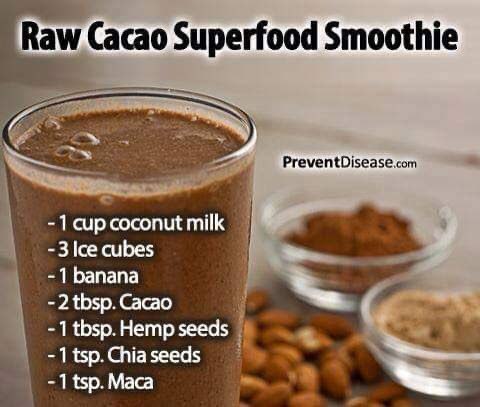 Raw Cacao Superfood Smoothie
PreventDisease.com
- 1 cup coconut milk
- 3 Ice cubes
- 1 banana
- 2 tbsp. Cacao
- 1 tbsp. Hemp seeds
- 1 tsp. Chia seeds
- 1 tsp. Maca